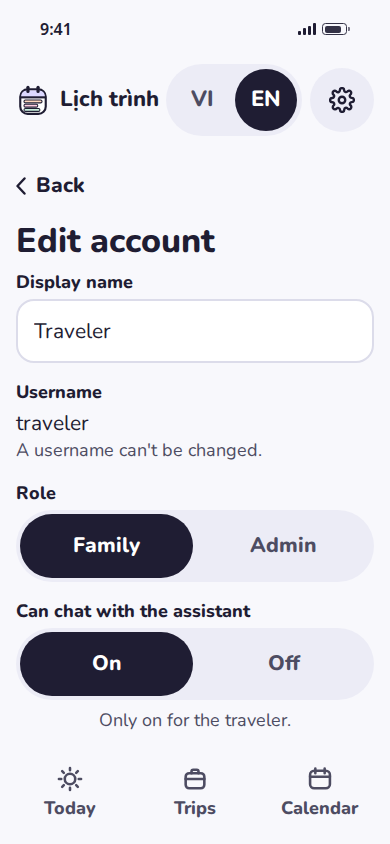 9:41
Lịch trình
VI
EN
Back
Edit account
Display name
Traveler
Username
traveler
A username can't be changed.
Role
Family
Admin
Can chat with the assistant
On
Off
Only on for the traveler.
Today
Trips
Calendar